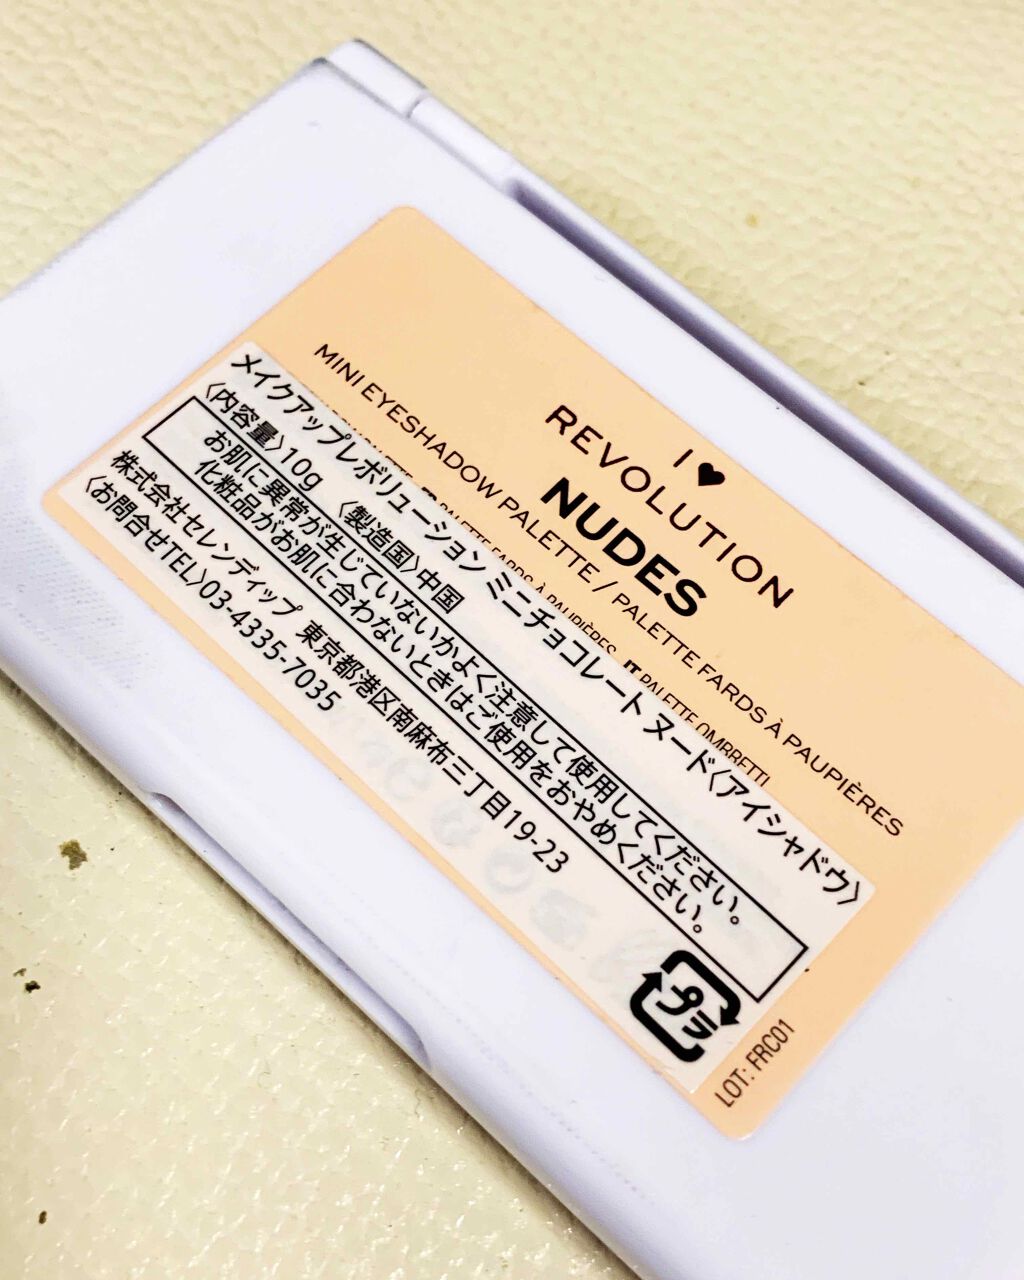 I ♥
REVOLUTION
NUDES
MINI EYESHADOW PALETTE / PALETTE FARDS À PAUPIÈRES
PALETTE FARDS À PAUPIÈRES. IT PALETTE OMBRETTI
メイクアップレボリューション ミニチョコレート ヌード〈アイシャドウ〉
〈内容量〉10g 〈製造国〉中国
お肌に異常が生じていないかよく注意して使用してください。
化粧品がお肌に合わないときはご使用をおやめください。
株式会社セレンディップ 東京都港区南麻布三丁目19-23
〈お問合せTEL〉03-4335-7035
プラ
LOT: FRC01